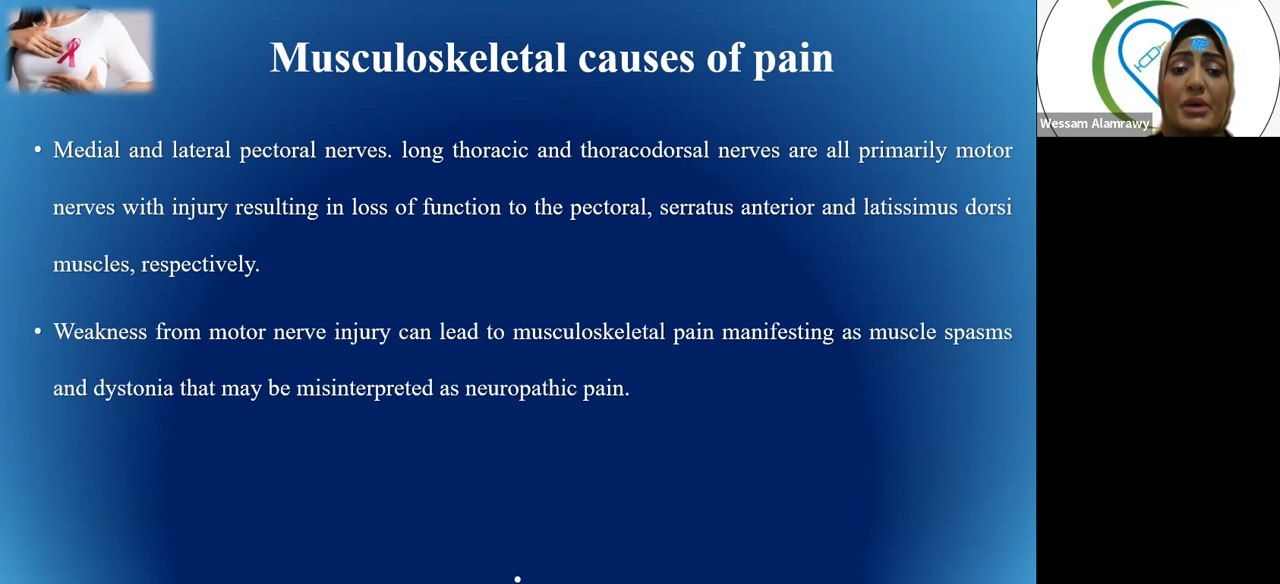 Musculoskeletal causes of pain
Wessam Alamrawy
• Medial and lateral pectoral nerves. long thoracic and thoracodorsal nerves are all primarily motor
nerves with injury resulting in loss of function to the pectoral, serratus anterior and latissimus dorsi
muscles, respectively.
• Weakness from motor nerve injury can lead to musculoskeletal pain manifesting as muscle spasms
and dystonia that may be misinterpreted as neuropathic pain.